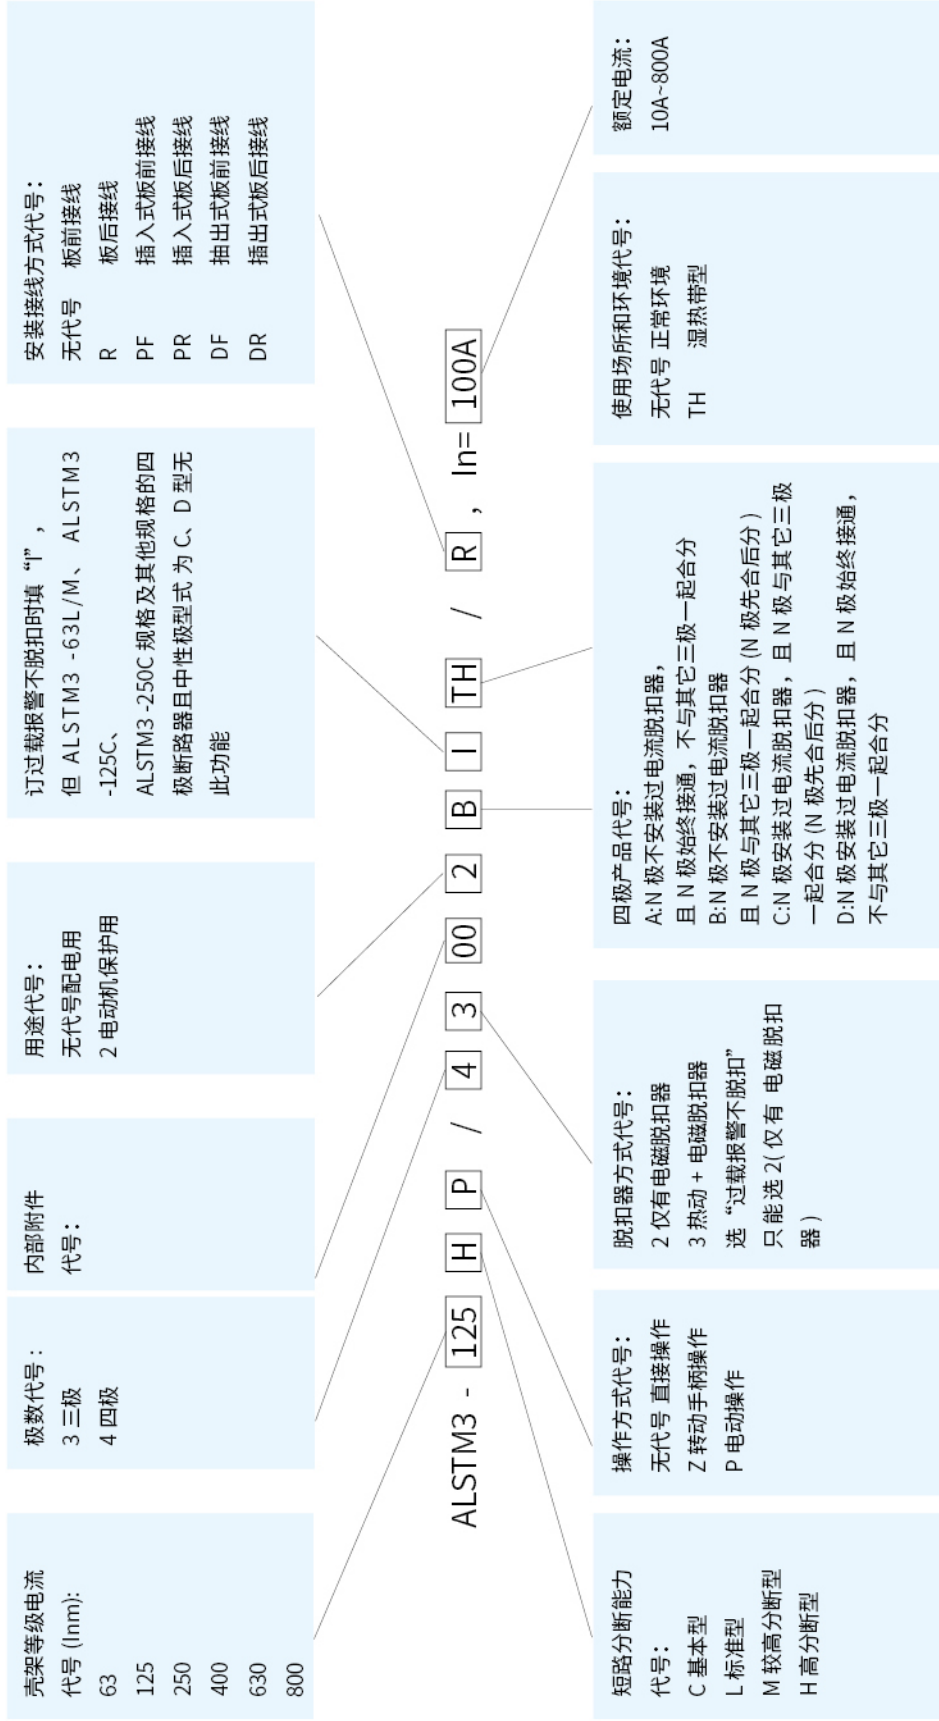 壳架等级电流
代号 (Inm):
63
125
250
400
630
800
极数代号：
3 三极
4 四极
内部附件
代号：
用途代号：
无代号配电用
2 电动机保护用
订过载报警不脱扣时填“I”，
但 ALSTM3 -63L/M、 ALSTM3
-125C、
ALSTM3 -250C 规格及其他规格的四
极断路器且中性极型式 为 C、D 型无
此功能
安装接线方式代号：
无代号 板前接线
R 板后接线
PF 插入式板前接线
PR 插入式板后接线
DF 抽出式板前接线
DR 插出式板后接线
ALSTM3 - 125 H P / 4 3 00 2 B I TH / R , In= 100A
短路分断能力
代号：
C 基本型
L 标准型
M 较高分断型
H 高分断型
操作方式代号：
无代号 直接操作
Z 转动手柄操作
P 电动操作
脱扣器方式代号：
2 仅有电磁脱扣器
3 热动 + 电磁脱扣器
选“过载报警不脱扣”
只能选 2( 仅有 电磁 脱扣
器 )
四极产品代号：
A:N 极不安装过电流脱扣器，
且 N 极始终接通，不与其它三极一起合分
B:N 极不安装过电流脱扣器
且 N 极与其它三极一起合分 (N 极先合后分 )
C:N 极安装过电流脱扣器，且 N 极与其它三极
一起合分 (N 极先合后分 )
D:N 极安装过电流脱扣器，且 N 极始终接通，
不与其它三极一起合分
使用场所和环境代号：
无代号 正常环境
TH 湿热带型
额定电流：
10A~800A